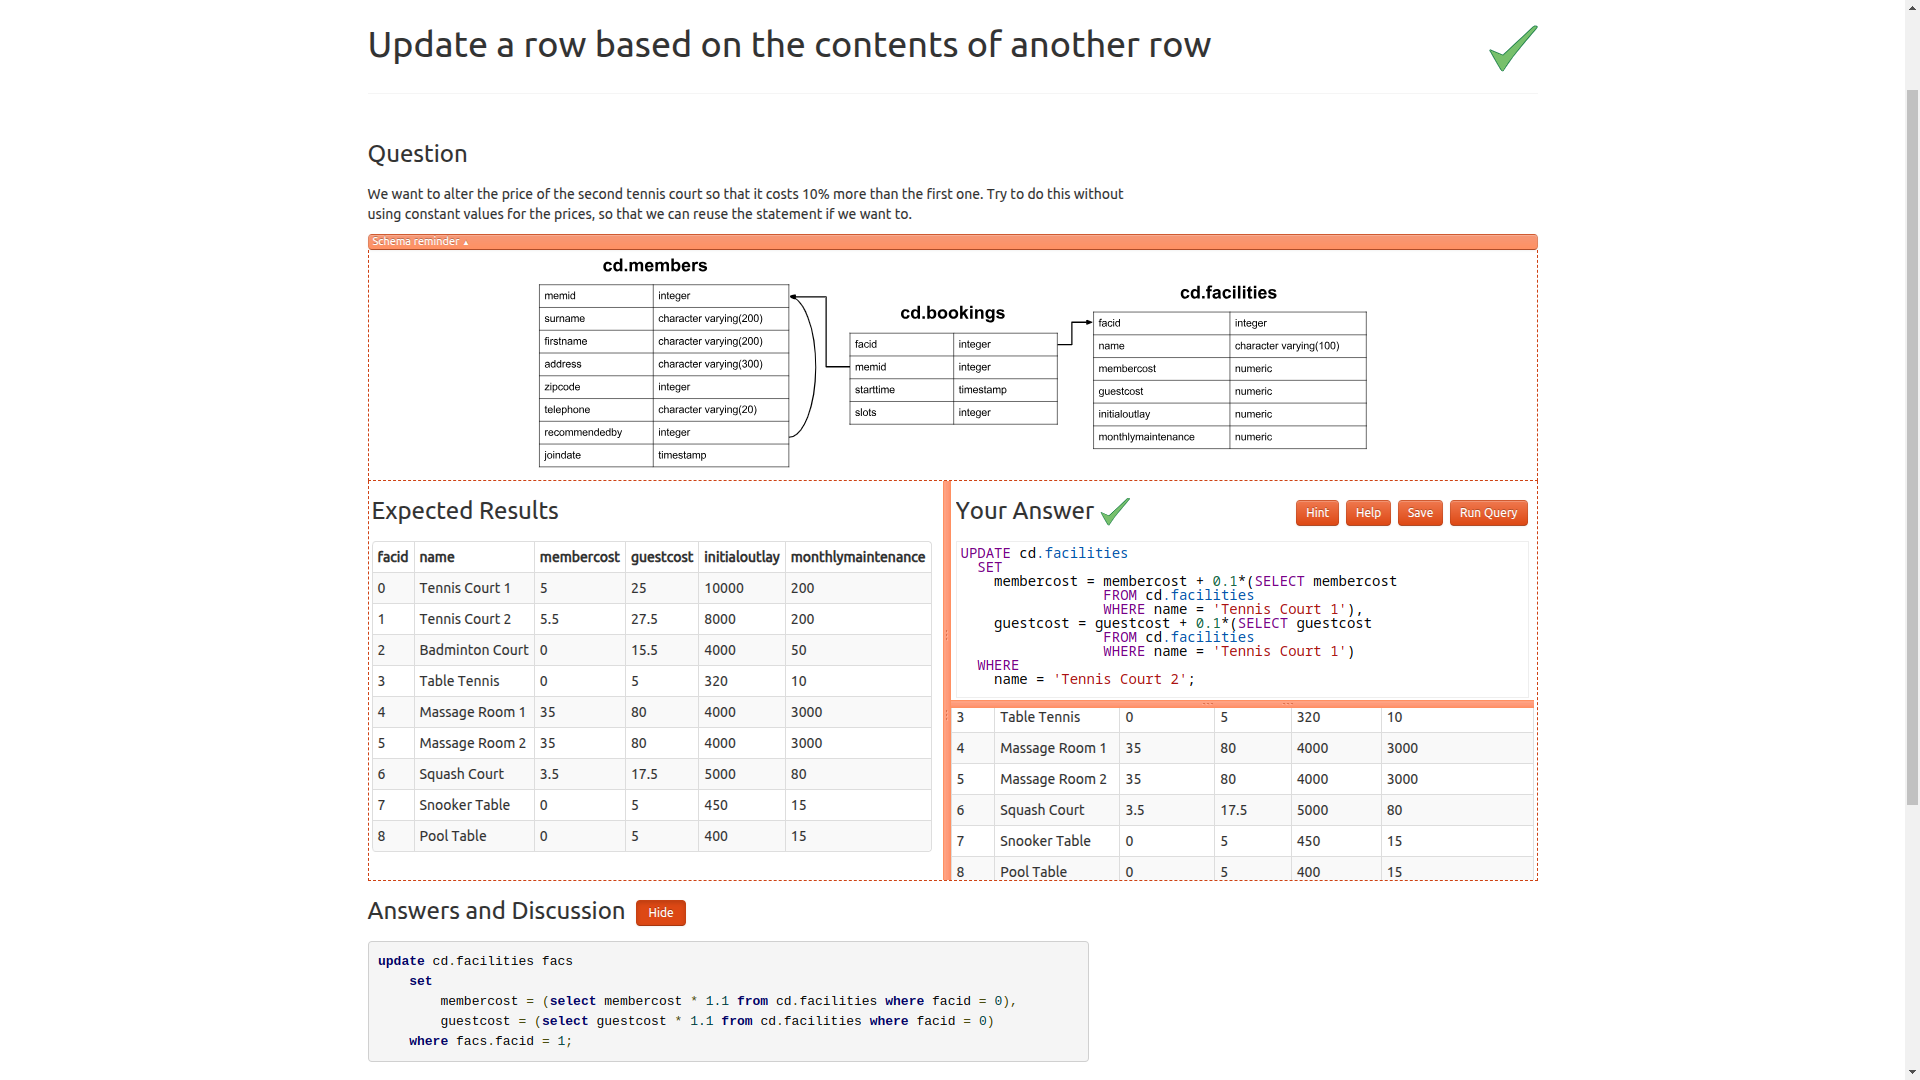 Update a row based on the contents of another row
Question
We want to alter the price of the second tennis court so that it costs 10% more than the first one. Try to do this without
using constant values for the prices, so that we can reuse the statement if we want to.
Schema reminder ▴
cd.members
memid integer
surname character varying(200)
firstname character varying(200)
address character varying(300)
zipcode integer
telephone character varying(20)
recommendedby integer
joindate timestamp
cd.bookings
facid integer
memid integer
starttime timestamp
slots integer
cd.facilities
facid integer
name character varying(100)
membercost numeric
guestcost numeric
initialoutlay numeric
monthlymaintenance numeric
Expected Results
facid name membercost guestcost initialoutlay monthlymaintenance
0 Tennis Court 1 5 25 10000 200
1 Tennis Court 2 5.5 27.5 8000 200
2 Badminton Court 0 15.5 4000 50
3 Table Tennis 0 5 320 10
4 Massage Room 1 35 80 4000 3000
5 Massage Room 2 35 80 4000 3000
6 Squash Court 3.5 17.5 5000 80
7 Snooker Table 0 5 450 15
8 Pool Table 0 5 400 15
Your Answer
Hint Help Save Run Query
UPDATE cd.facilities
SET
membercost = membercost + 0.1*(SELECT membercost
FROM cd.facilities
WHERE name = 'Tennis Court 1'),
guestcost = guestcost + 0.1*(SELECT guestcost
FROM cd.facilities
WHERE name = 'Tennis Court 1')
WHERE
name = 'Tennis Court 2';
3 Table Tennis 0 5 320 10
4 Massage Room 1 35 80 4000 3000
5 Massage Room 2 35 80 4000 3000
6 Squash Court 3.5 17.5 5000 80
7 Snooker Table 0 5 450 15
8 Pool Table 0 5 400 15
Answers and Discussion Hide
update cd.facilities facs
set
membercost = (select membercost * 1.1 from cd.facilities where facid = 0),
guestcost = (select guestcost * 1.1 from cd.facilities where facid = 0)
where facs.facid = 1;